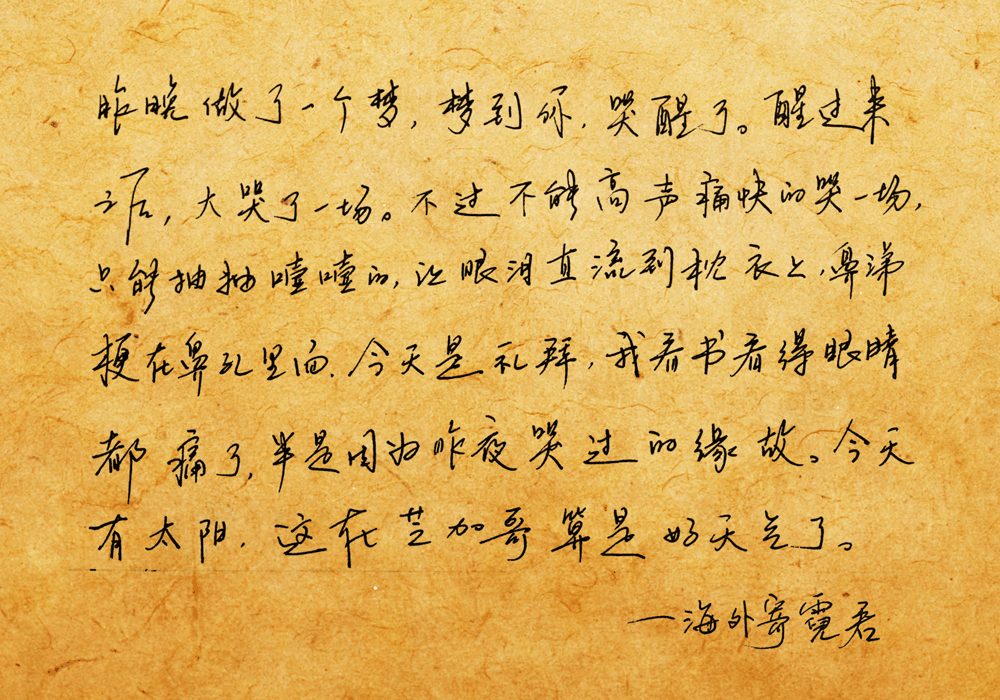 昨晚做了一个梦，梦到你，哭醒了。醒过来
之后，大哭了一场。不过不能高声痛快的哭一场，
只能抽抽噎噎的，让眼泪直流到枕衣上，鼻涕
梗在鼻孔里面．今天是礼拜，我看书看得眼睛
都痛了，半是因为昨夜哭过的缘故。今天
有太阳．这在芝加哥算是好天气了。
—海外寄霓君